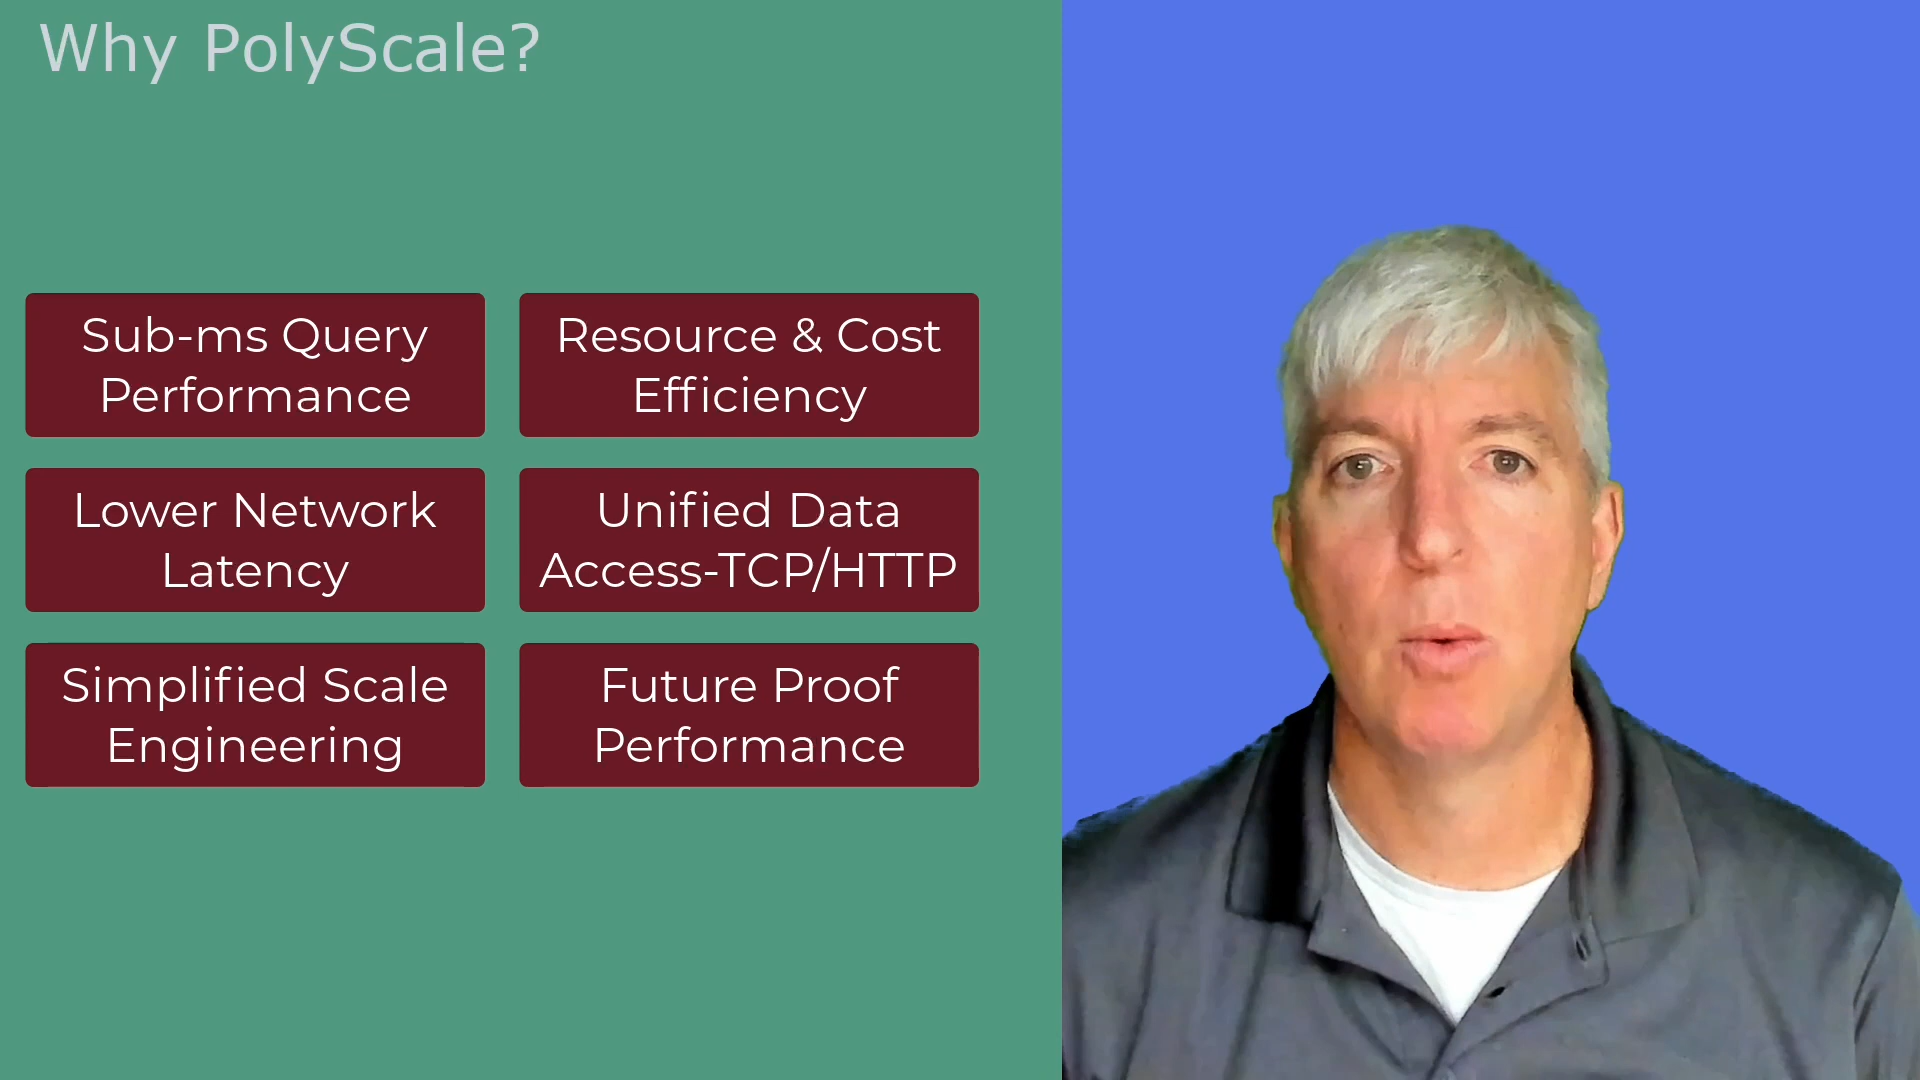 Why PolyScale?
Sub-ms Query
Performance
Resource & Cost
Efficiency
Lower Network
Latency
Unified Data
Access-TCP/HTTP
Simplified Scale
Engineering
Future Proof
Performance